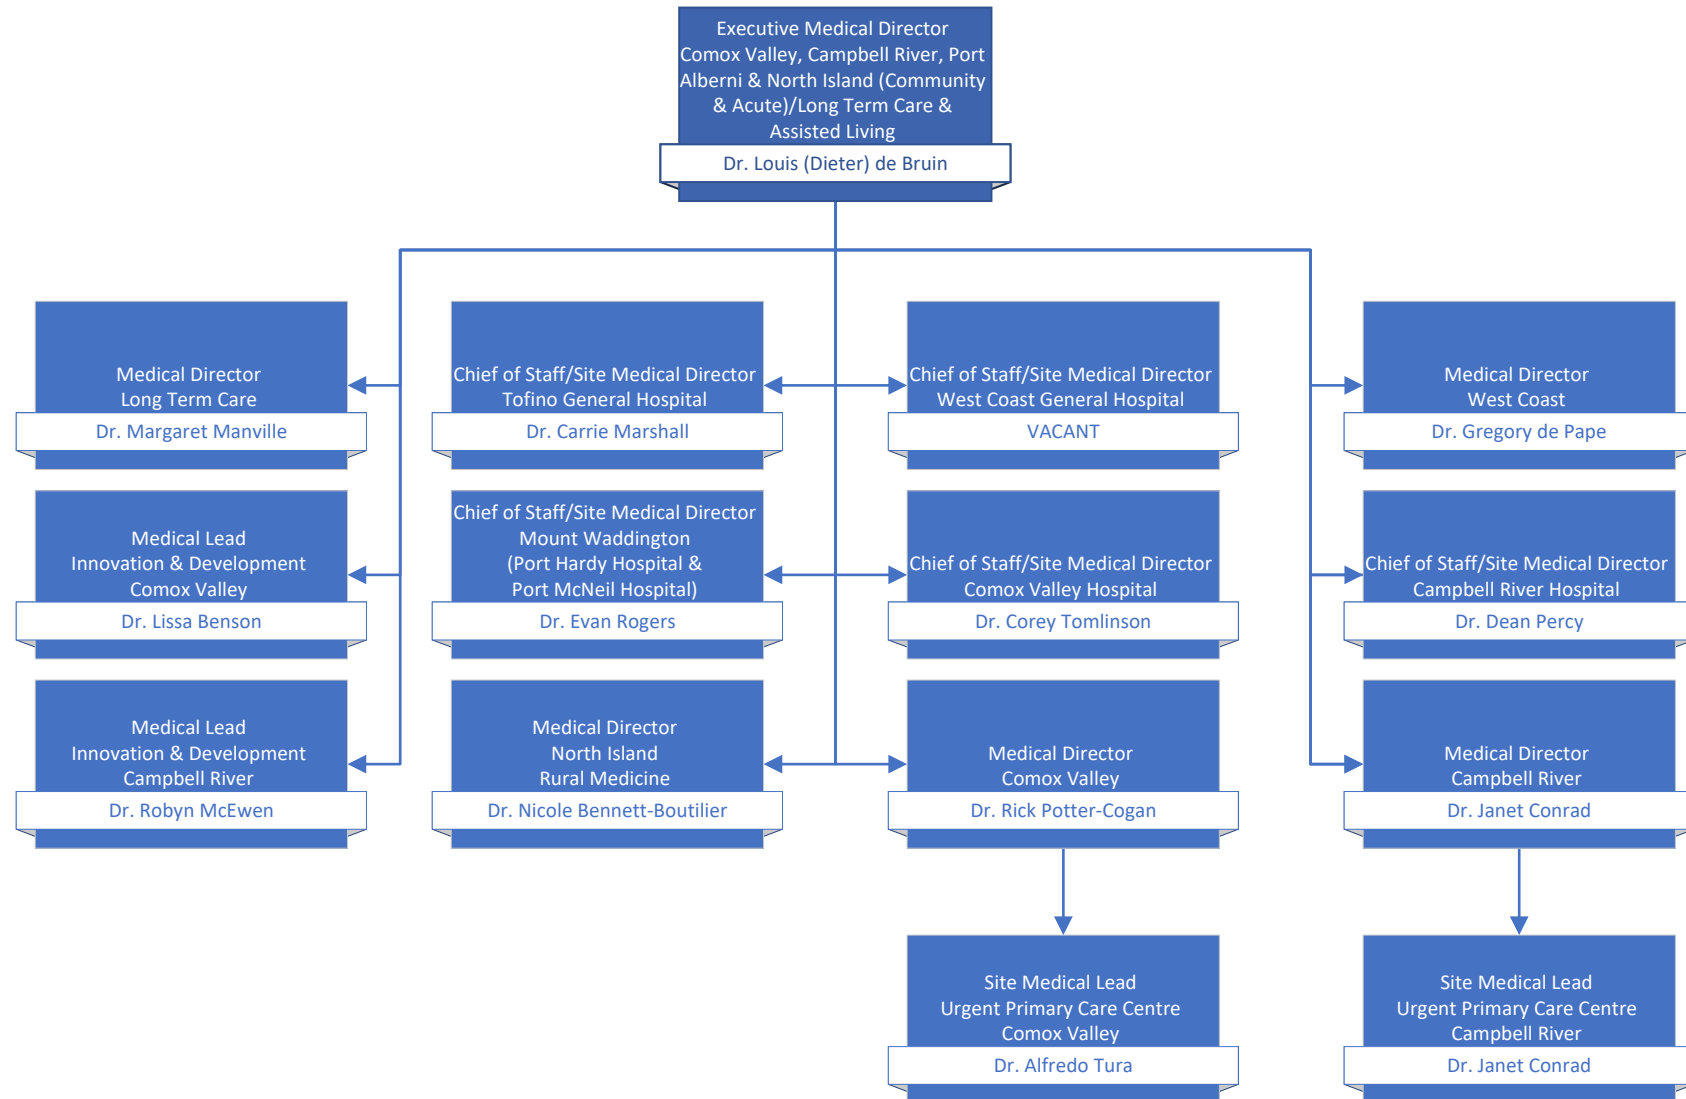 Executive Medical Director
Comox Valley, Campbell River, Port
Alberni & North Island (Community
& Acute)/Long Term Care &
Assisted Living
Dr. Louis (Dieter) de Bruin
Medical Director
Long Term Care
Dr. Margaret Manville
Chief of Staff/Site Medical Director
Tofino General Hospital
Dr. Carrie Marshall
Chief of Staff/Site Medical Director
West Coast General Hospital
VACANT
Medical Director
West Coast
Dr. Gregory de Pape
Medical Lead
Innovation & Development
Comox Valley
Dr. Lissa Benson
Chief of Staff/Site Medical Director
Mount Waddington
(Port Hardy Hospital &
Port McNeil Hospital)
Dr. Evan Rogers
Chief of Staff/Site Medical Director
Comox Valley Hospital
Dr. Corey Tomlinson
Chief of Staff/Site Medical Director
Campbell River Hospital
Dr. Dean Percy
Medical Lead
Innovation & Development
Campbell River
Dr. Robyn McEwen
Medical Director
North Island
Rural Medicine
Dr. Nicole Bennett-Boutilier
Medical Director
Comox Valley
Dr. Rick Potter-Cogan
Medical Director
Campbell River
Dr. Janet Conrad
Site Medical Lead
Urgent Primary Care Centre
Comox Valley
Dr. Alfredo Tura
Site Medical Lead
Urgent Primary Care Centre
Campbell River
Dr. Janet Conrad